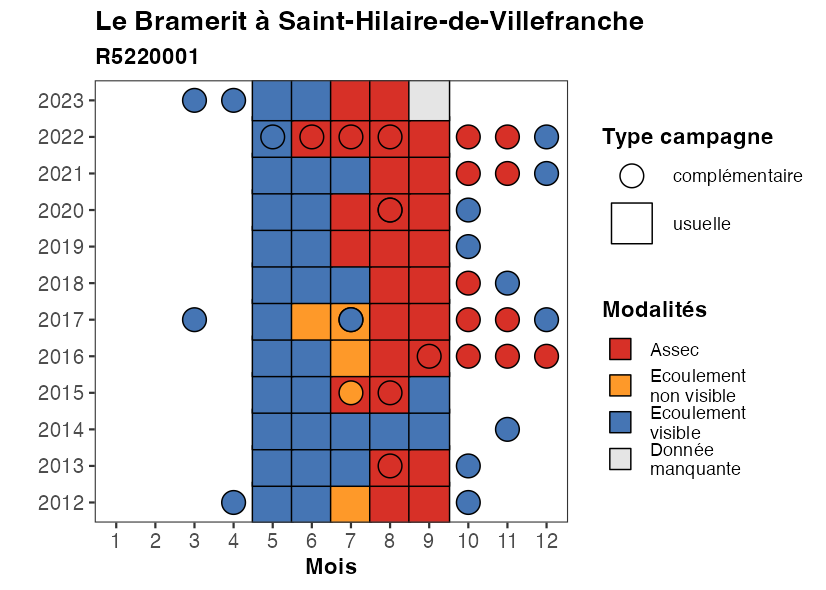 Le Bramerit à Saint-Hilaire-de-Villefranche
R5220001
2023
2022
2021
2020
2019
2018
2017
2016
2015
2014
2013
2012
1 2 3 4 5 6 7 8 9 10 11 12
Mois
Type campagne
complémentaire
usuelle
Modalités
Assec
Ecoulement
non visible
Ecoulement
visible
Donnée
manquante